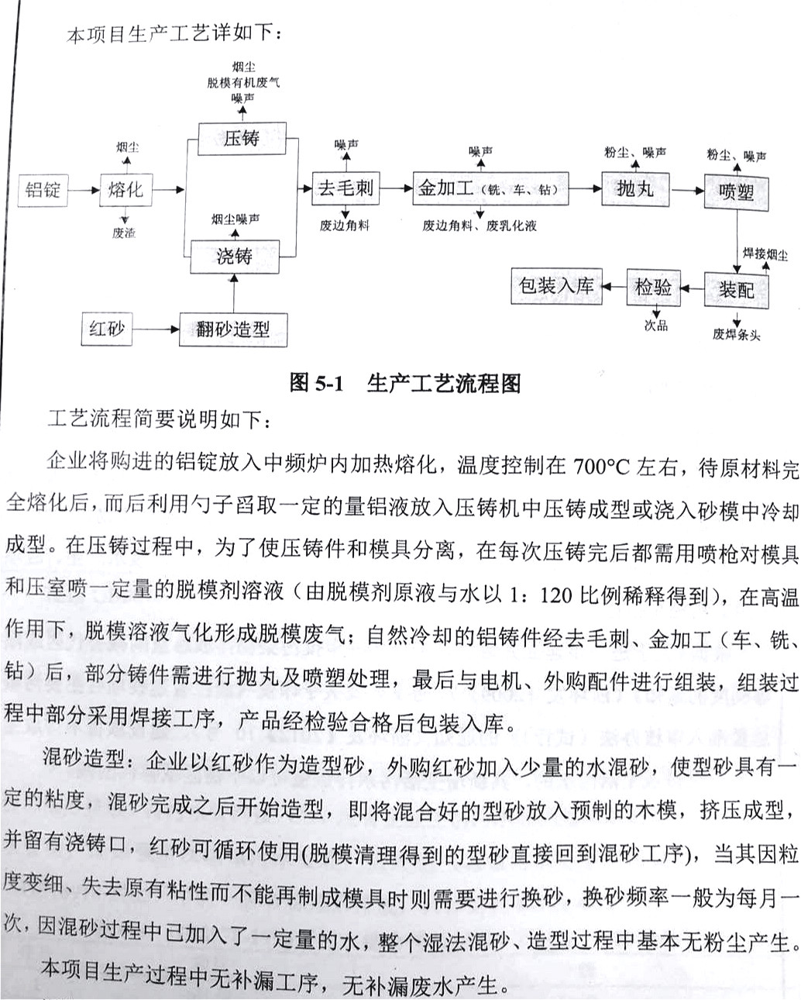 本项目生产工艺详如下：
烟尘
脱模有机废气
噪声
压铸
烟尘
噪声
噪声
粉尘、噪声
粉尘、噪声
铝锭
熔化
去毛刺
金加工（铣、车、钻）
抛丸
喷塑
废渣
烟尘噪声
废边角料
废边角料、废乳化液
浇铸
焊接烟尘
包装入库
检验
装配
红砂
翻砂造型
次品
废焊条头
图 5-1 生产工艺流程图
工艺流程简要说明如下：
企业将购进的铝锭放入中频炉内加热熔化，温度控制在 700°C 左右，待原材料完
全熔化后，而后利用勺子舀取一定的量铝液放入压铸机中压铸成型或浇入砂模中冷却
成型。在压铸过程中，为了使压铸件和模具分离，在每次压铸完后都需用喷枪对模具
和压室喷一定量的脱模剂溶液（由脱模剂原液与水以 1：120 比例稀释得到），在高温
作用下，脱模溶液气化形成脱模废气；自然冷却的铝铸件经去毛刺、金加工（车、铣、
钻）后，部分铸件需进行抛丸及喷塑处理，最后与电机、外购配件进行组装，组装过
程中部分采用焊接工序，产品经检验合格后包装入库。
混砂造型：企业以红砂作为造型砂，外购红砂加入少量的水混砂，使型砂具有一
定的粘度，混砂完成之后开始造型，即将混合好的型砂放入预制的木模，挤压成型，
并留有浇铸口，红砂可循环使用(脱模清理得到的型砂直接回到混砂工序)，当其因粒
度变细、失去原有粘性而不能再制成模具时则需要进行换砂，换砂频率一般为每月一
次，因混砂过程中已加入了一定量的水，整个湿法混砂、造型过程中基本无粉尘产生。
本项目生产过程中无补漏工序，无补漏废水产生。